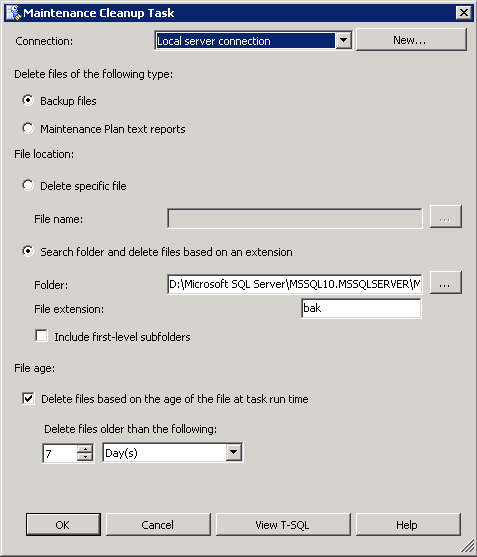 Maintenance Cleanup Task
Connection: Local server connection New...
Delete files of the following type:
Backup files
Maintenance Plan text reports
File location:
Delete specific file
File name: ...
Search folder and delete files based on an extension
Folder: D:\Microsoft SQL Server\MSSQL10.MSSQLSERVER\M ...
File extension: bak
Include first-level subfolders
File age:
Delete files based on the age of the file at task run time
Delete files older than the following:
7 Day(s)
OK Cancel View T-SQL Help